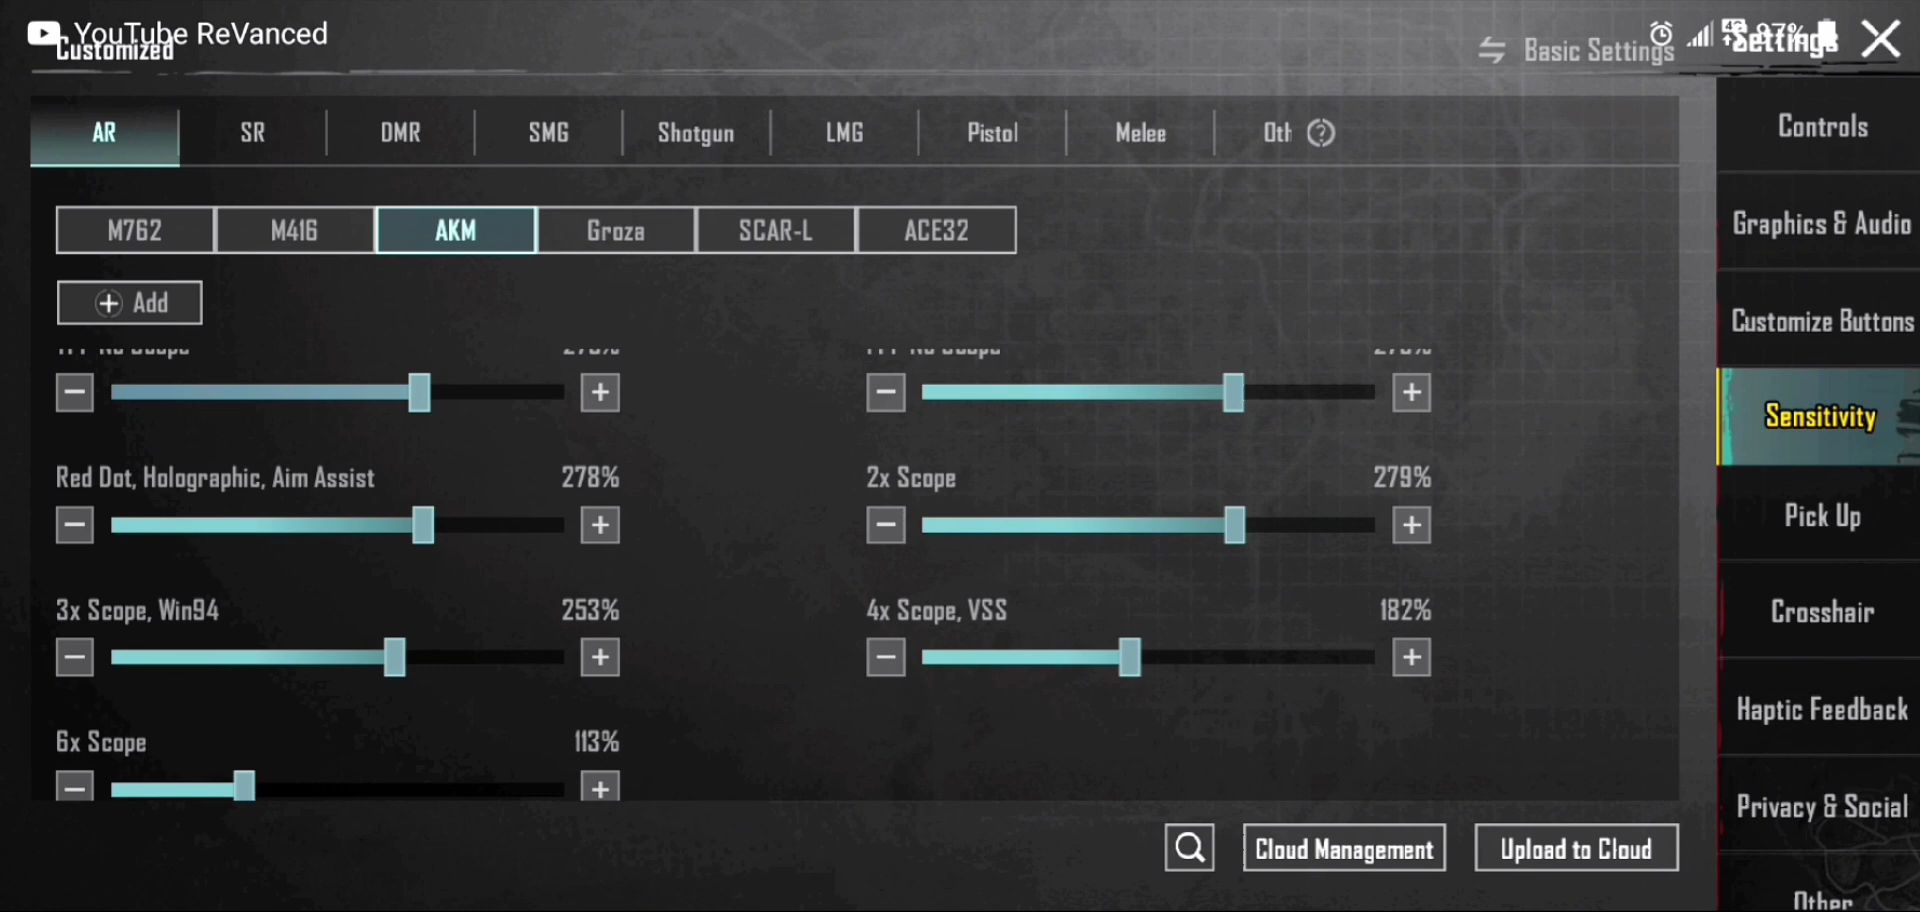 YouTube ReVanced
Customized
Basic Settings
Settings
97%
AR SR DMR SMG Shotgun LMG Pistol Melee Oth
M762 M416 AKM Groza SCAR-L ACE32
Add
Red Dot, Holographic, Aim Assist 278%
2x Scope 279%
3x Scope, Win94 253%
4x Scope, VSS 182%
6x Scope 113%
Cloud Management
Upload to Cloud
Controls
Graphics & Audio
Customize Buttons
Sensitivity
Pick Up
Crosshair
Haptic Feedback
Privacy & Social
Other